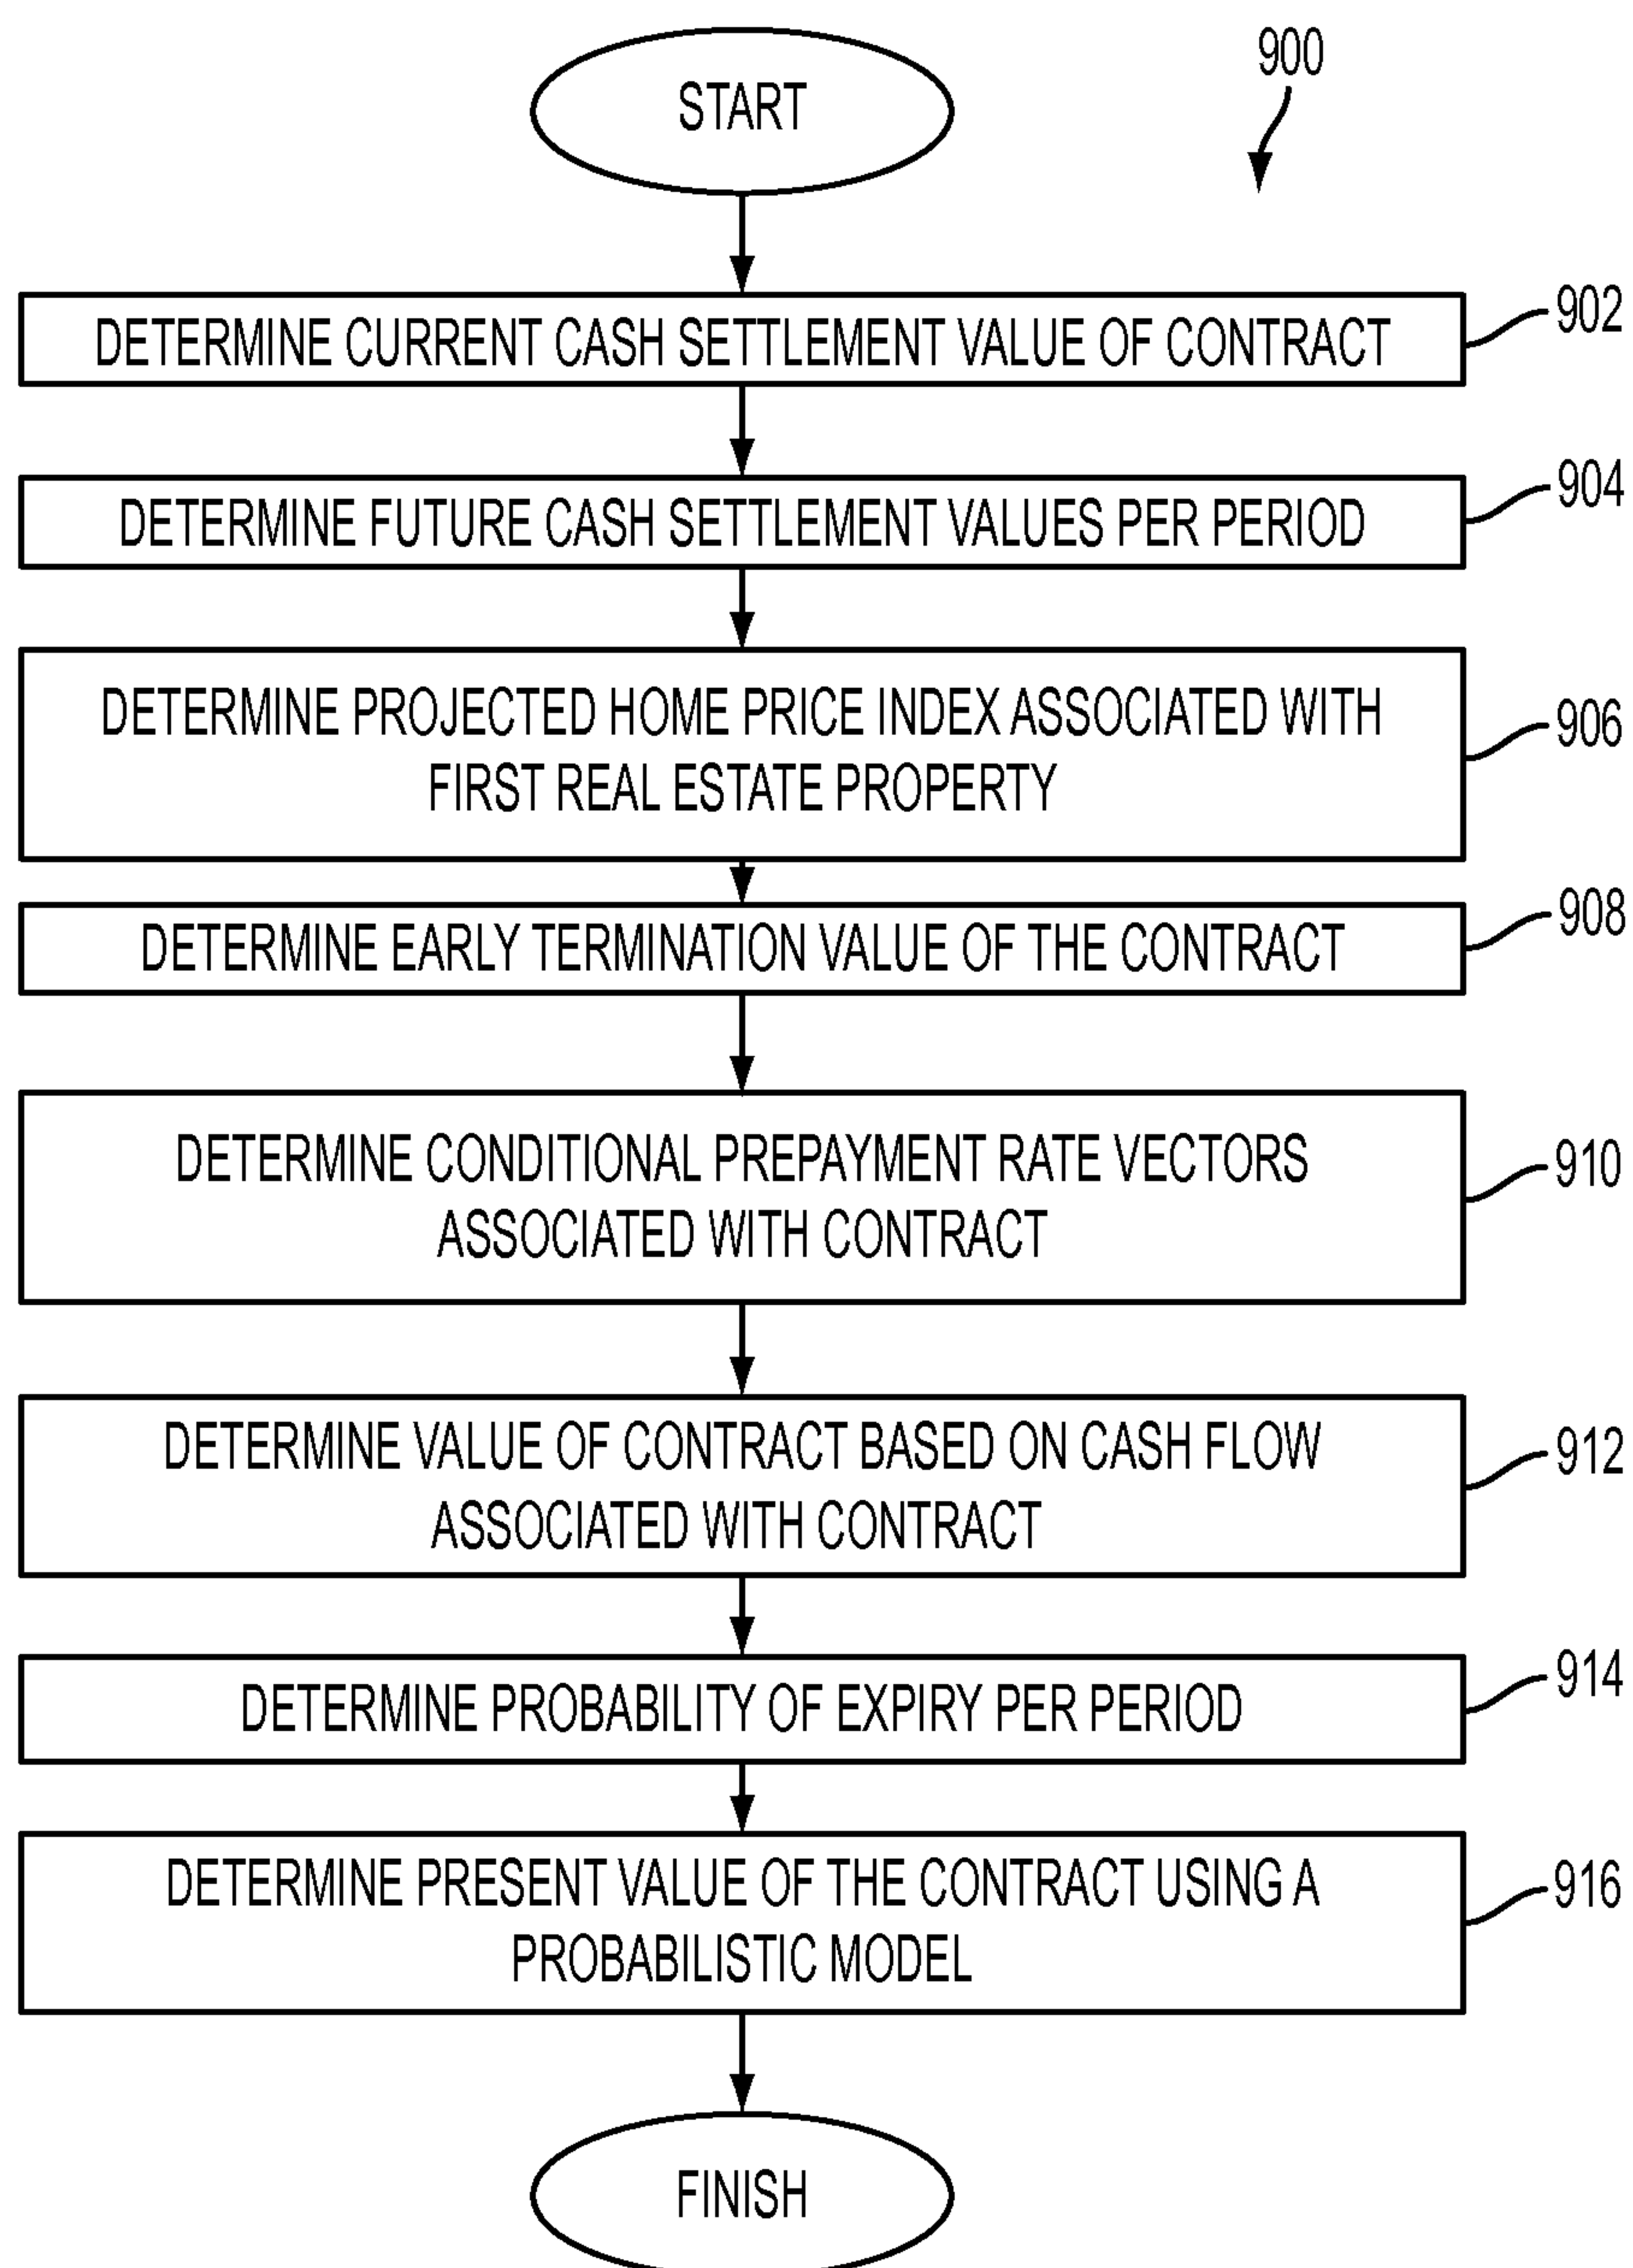 START
900
DETERMINE CURRENT CASH SETTLEMENT VALUE OF CONTRACT
902
DETERMINE FUTURE CASH SETTLEMENT VALUES PER PERIOD
904
DETERMINE PROJECTED HOME PRICE INDEX ASSOCIATED WITH
FIRST REAL ESTATE PROPERTY
906
DETERMINE EARLY TERMINATION VALUE OF THE CONTRACT
908
DETERMINE CONDITIONAL PREPAYMENT RATE VECTORS
ASSOCIATED WITH CONTRACT
910
DETERMINE VALUE OF CONTRACT BASED ON CASH FLOW
ASSOCIATED WITH CONTRACT
912
DETERMINE PROBABILITY OF EXPIRY PER PERIOD
914
DETERMINE PRESENT VALUE OF THE CONTRACT USING A
PROBABILISTIC MODEL
916
FINISH